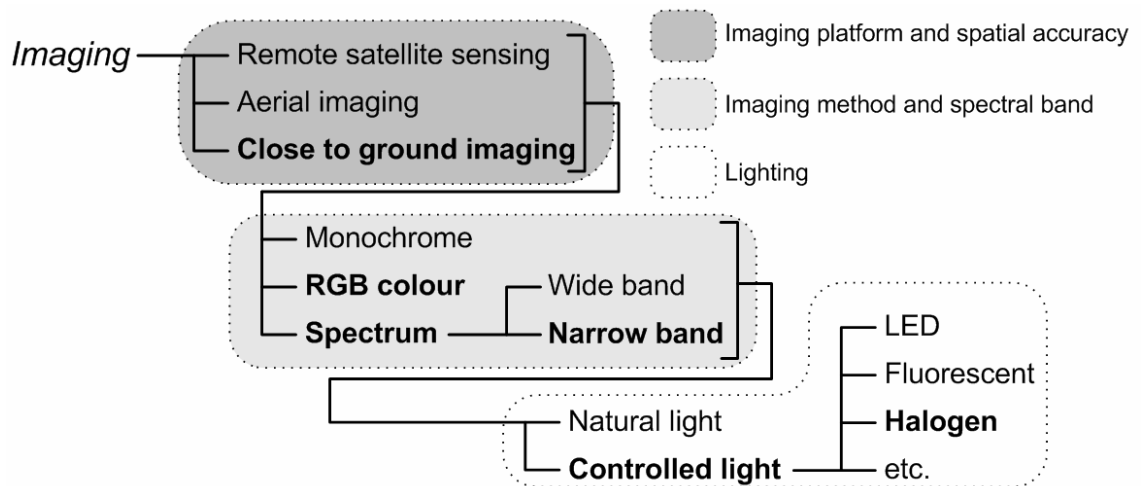 Imaging
Remote satellite sensing
Aerial imaging
Close to ground imaging
Imaging platform and spatial accuracy
Imaging method and spectral band
Lighting
Monochrome
RGB colour
Spectrum
Wide band
Narrow band
Natural light
Controlled light
LED
Fluorescent
Halogen
etc.